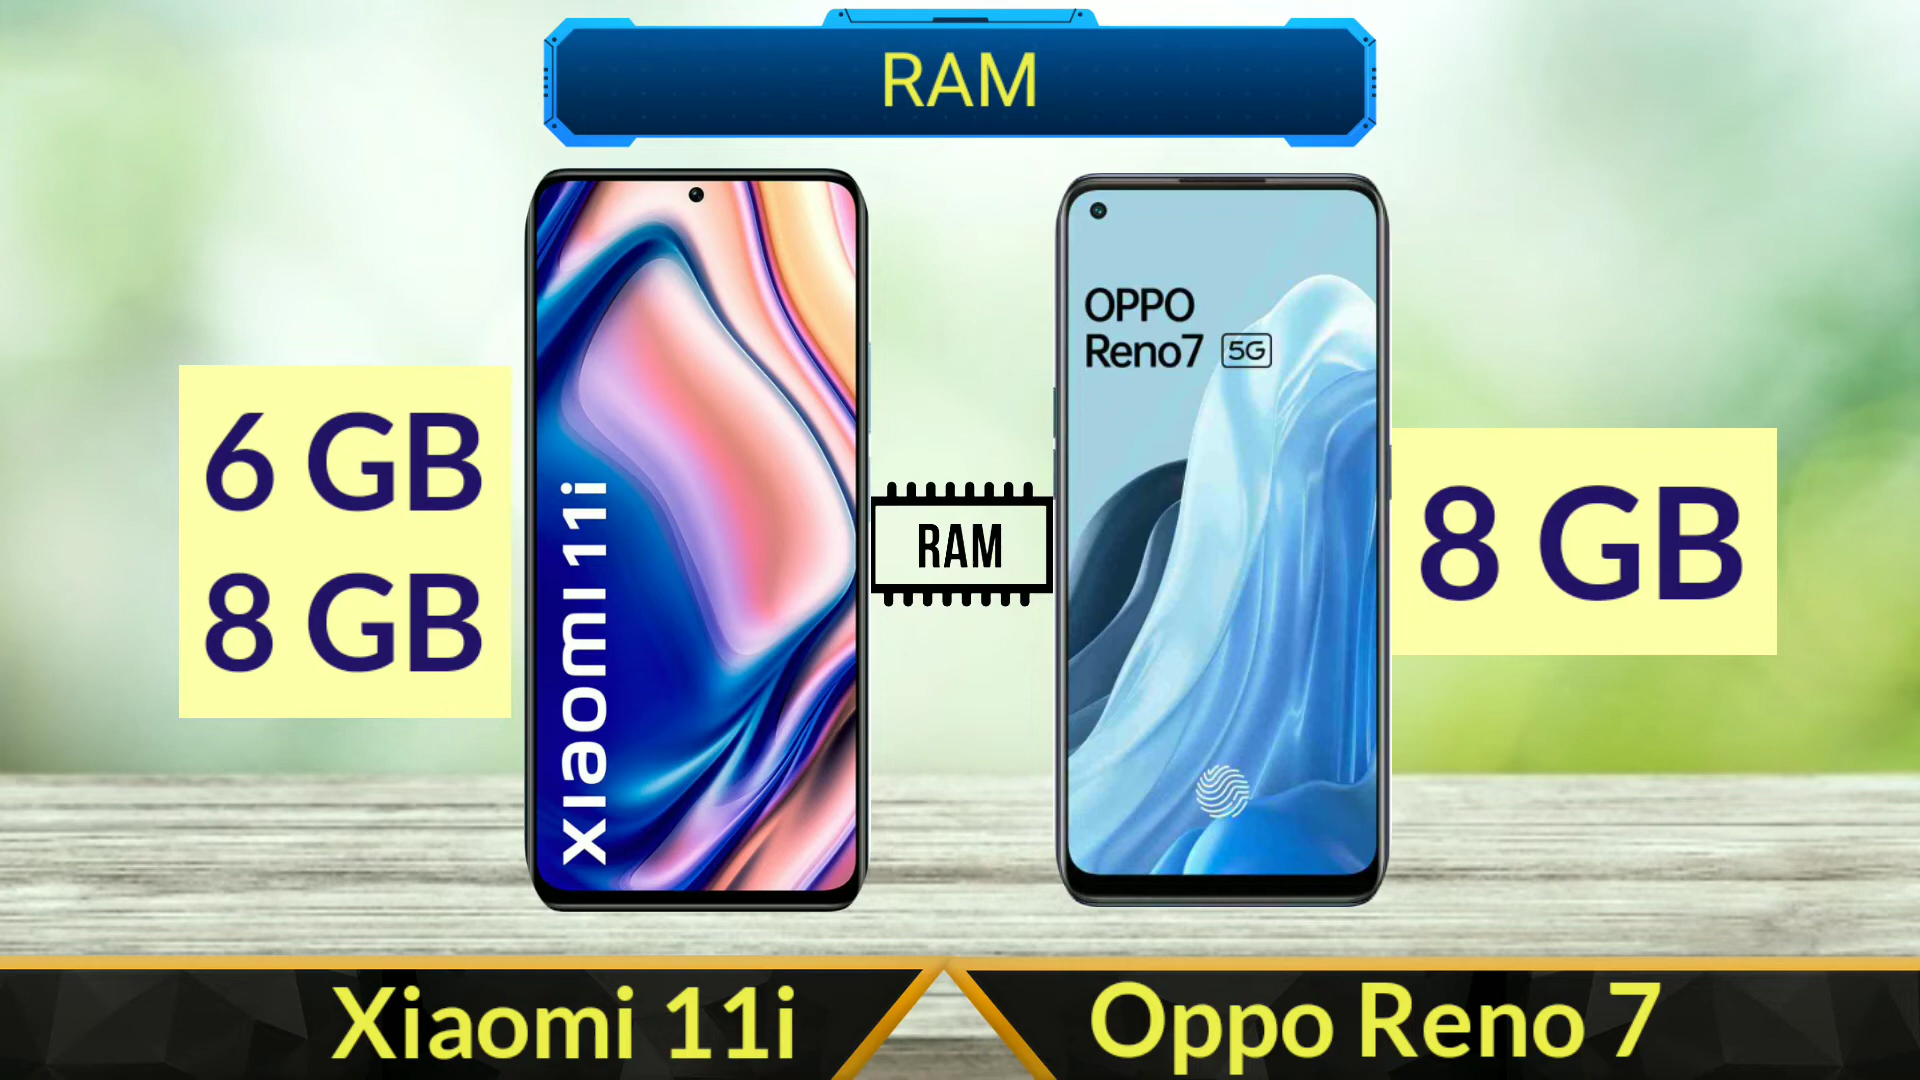 RAM
6 GB
8 GB
xiaomi 11i
RAM
OPPO
Reno7 5G
8 GB
Xiaomi 11i
Oppo Reno 7